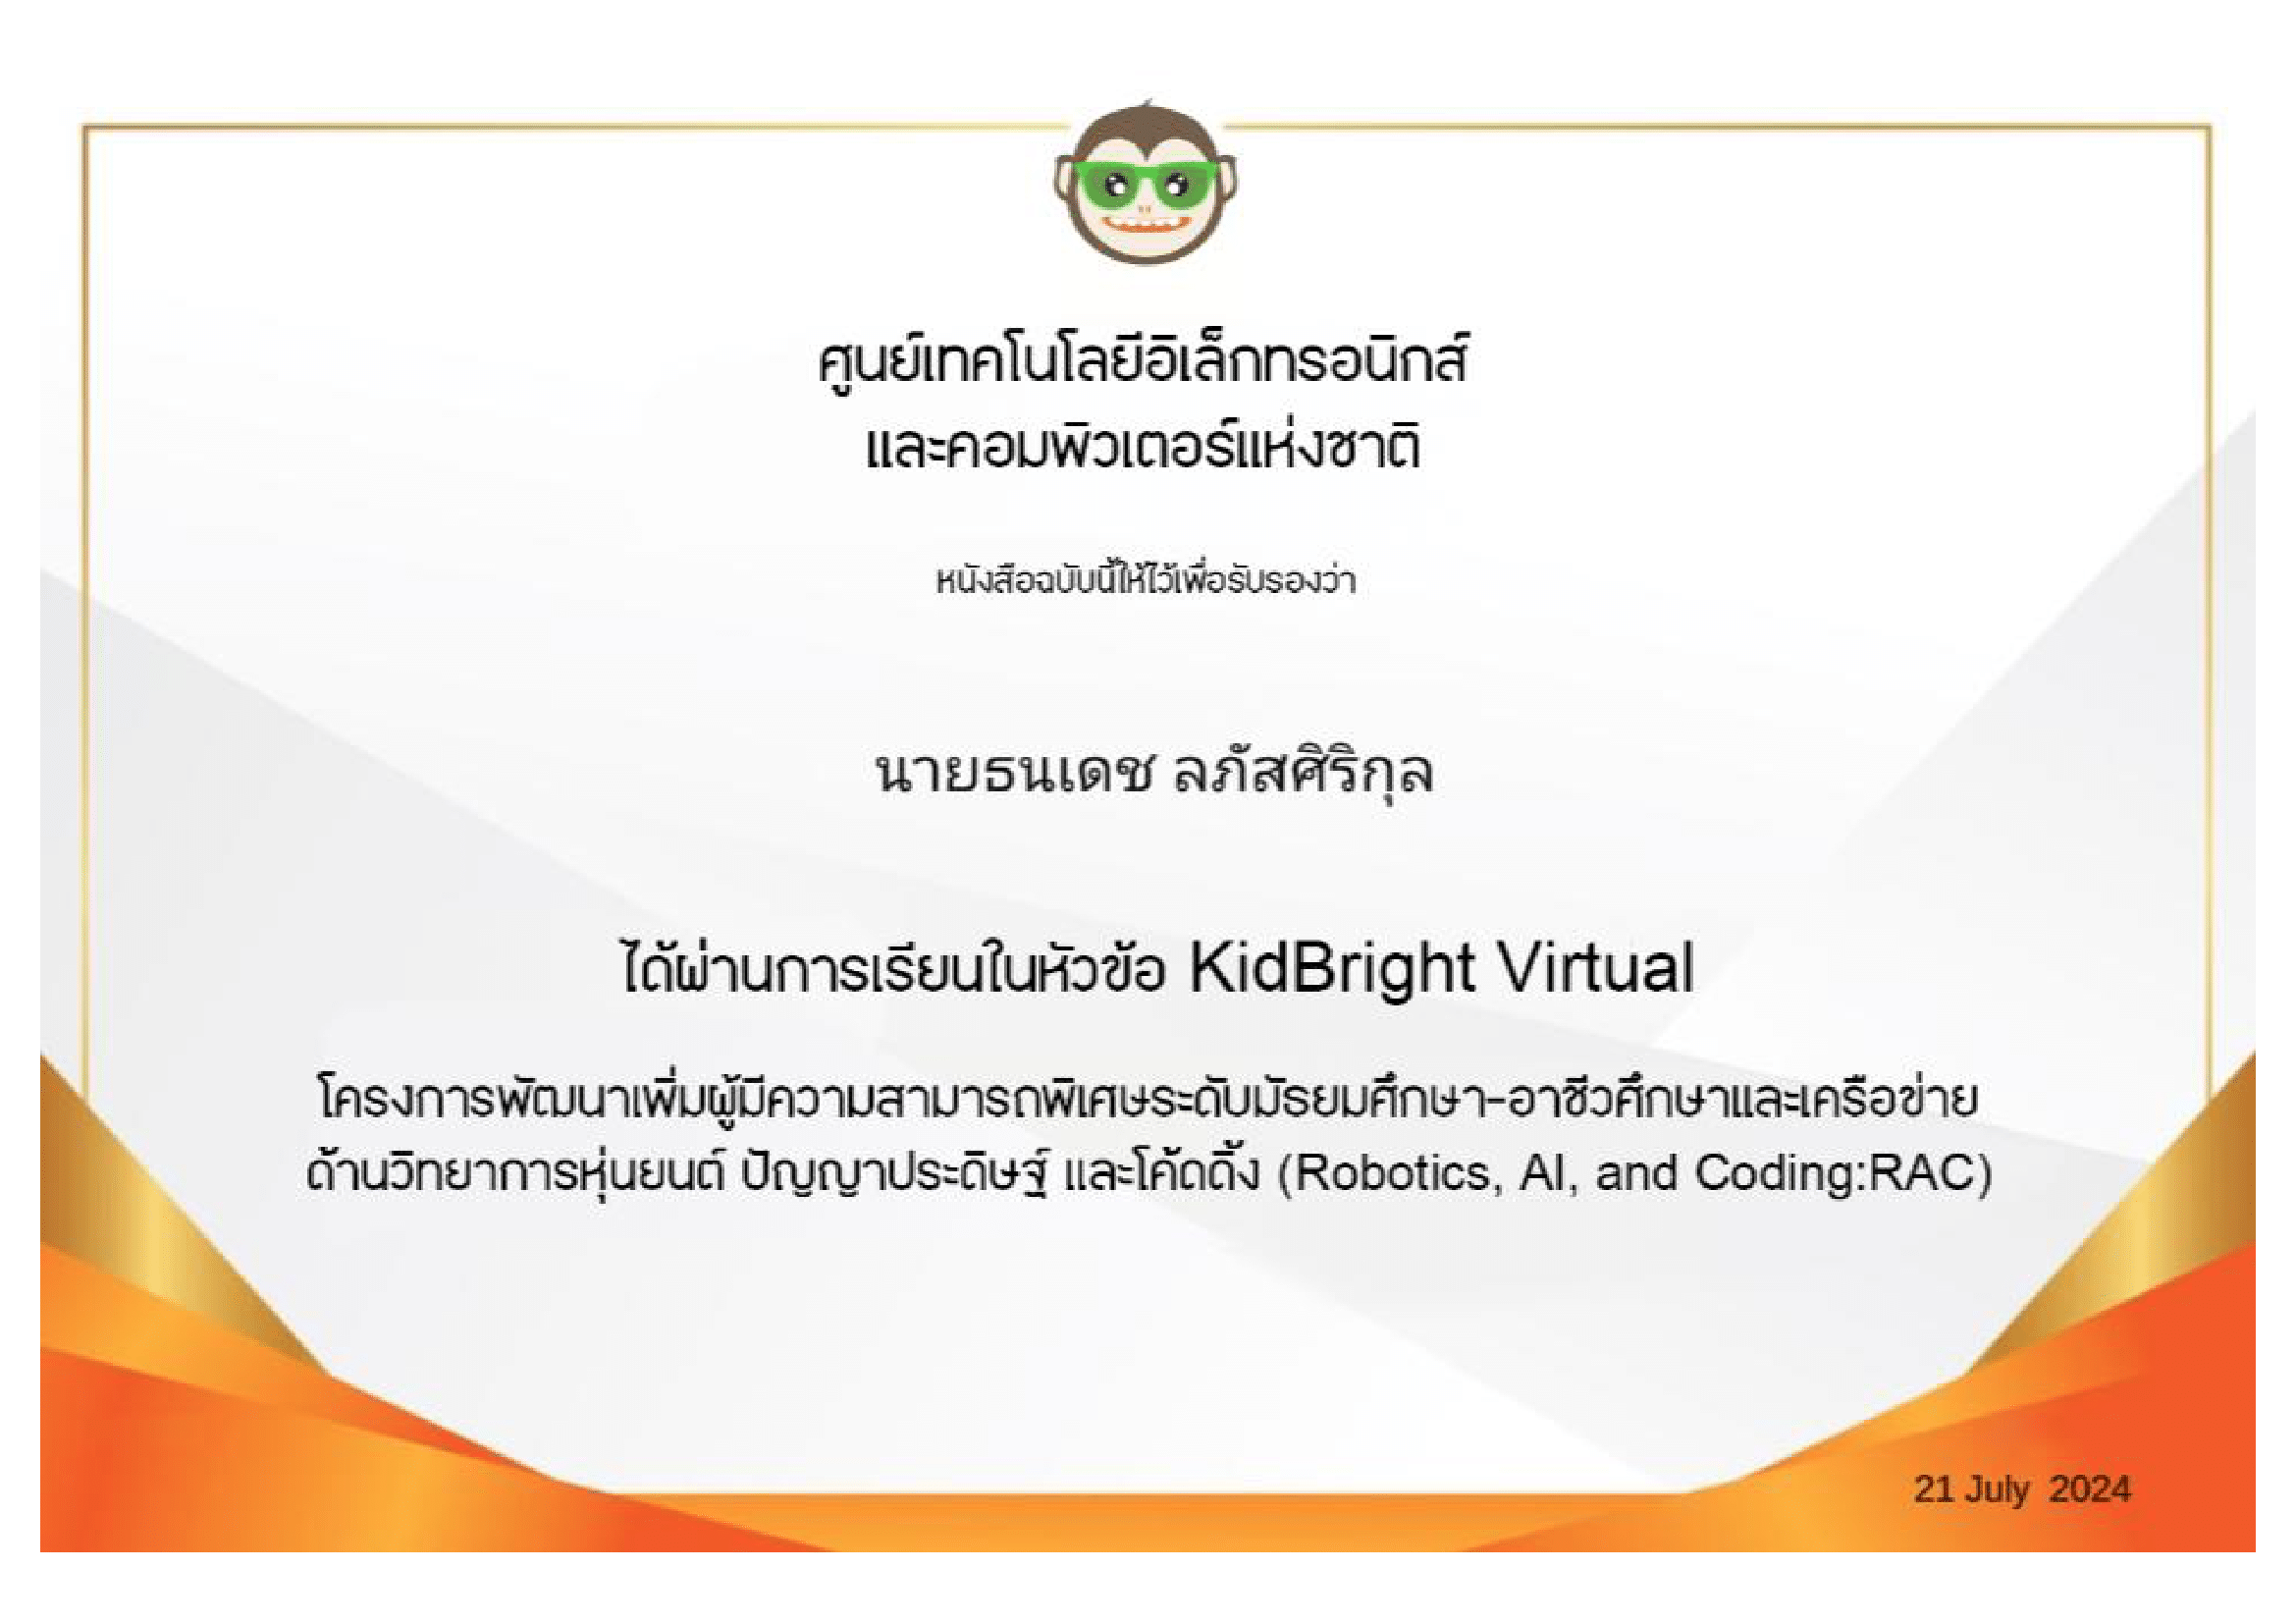 ศูนย์เทคโนโลยีอิเล็กทรอนิกส์
และคอมพิวเตอร์แห่งชาติ
หนังสือฉบับนี้ให้ไว้เพื่อรับรองว่า
นายธนเดช ลภัสศิริกุล
ได้ผ่านการเรียนในหัวข้อ KidBright Virtual
โครงการพัฒนาเพิ่มผู้มีความสามารถพิเศษระดับมัธยมศึกษา-อาชีวศึกษาและเครือข่าย
ด้านวิทยาการหุ่นยนต์ ปัญญาประดิษฐ์ และโค้ดดิ้ง (Robotics, AI, and Coding:RAC)
21 July 2024